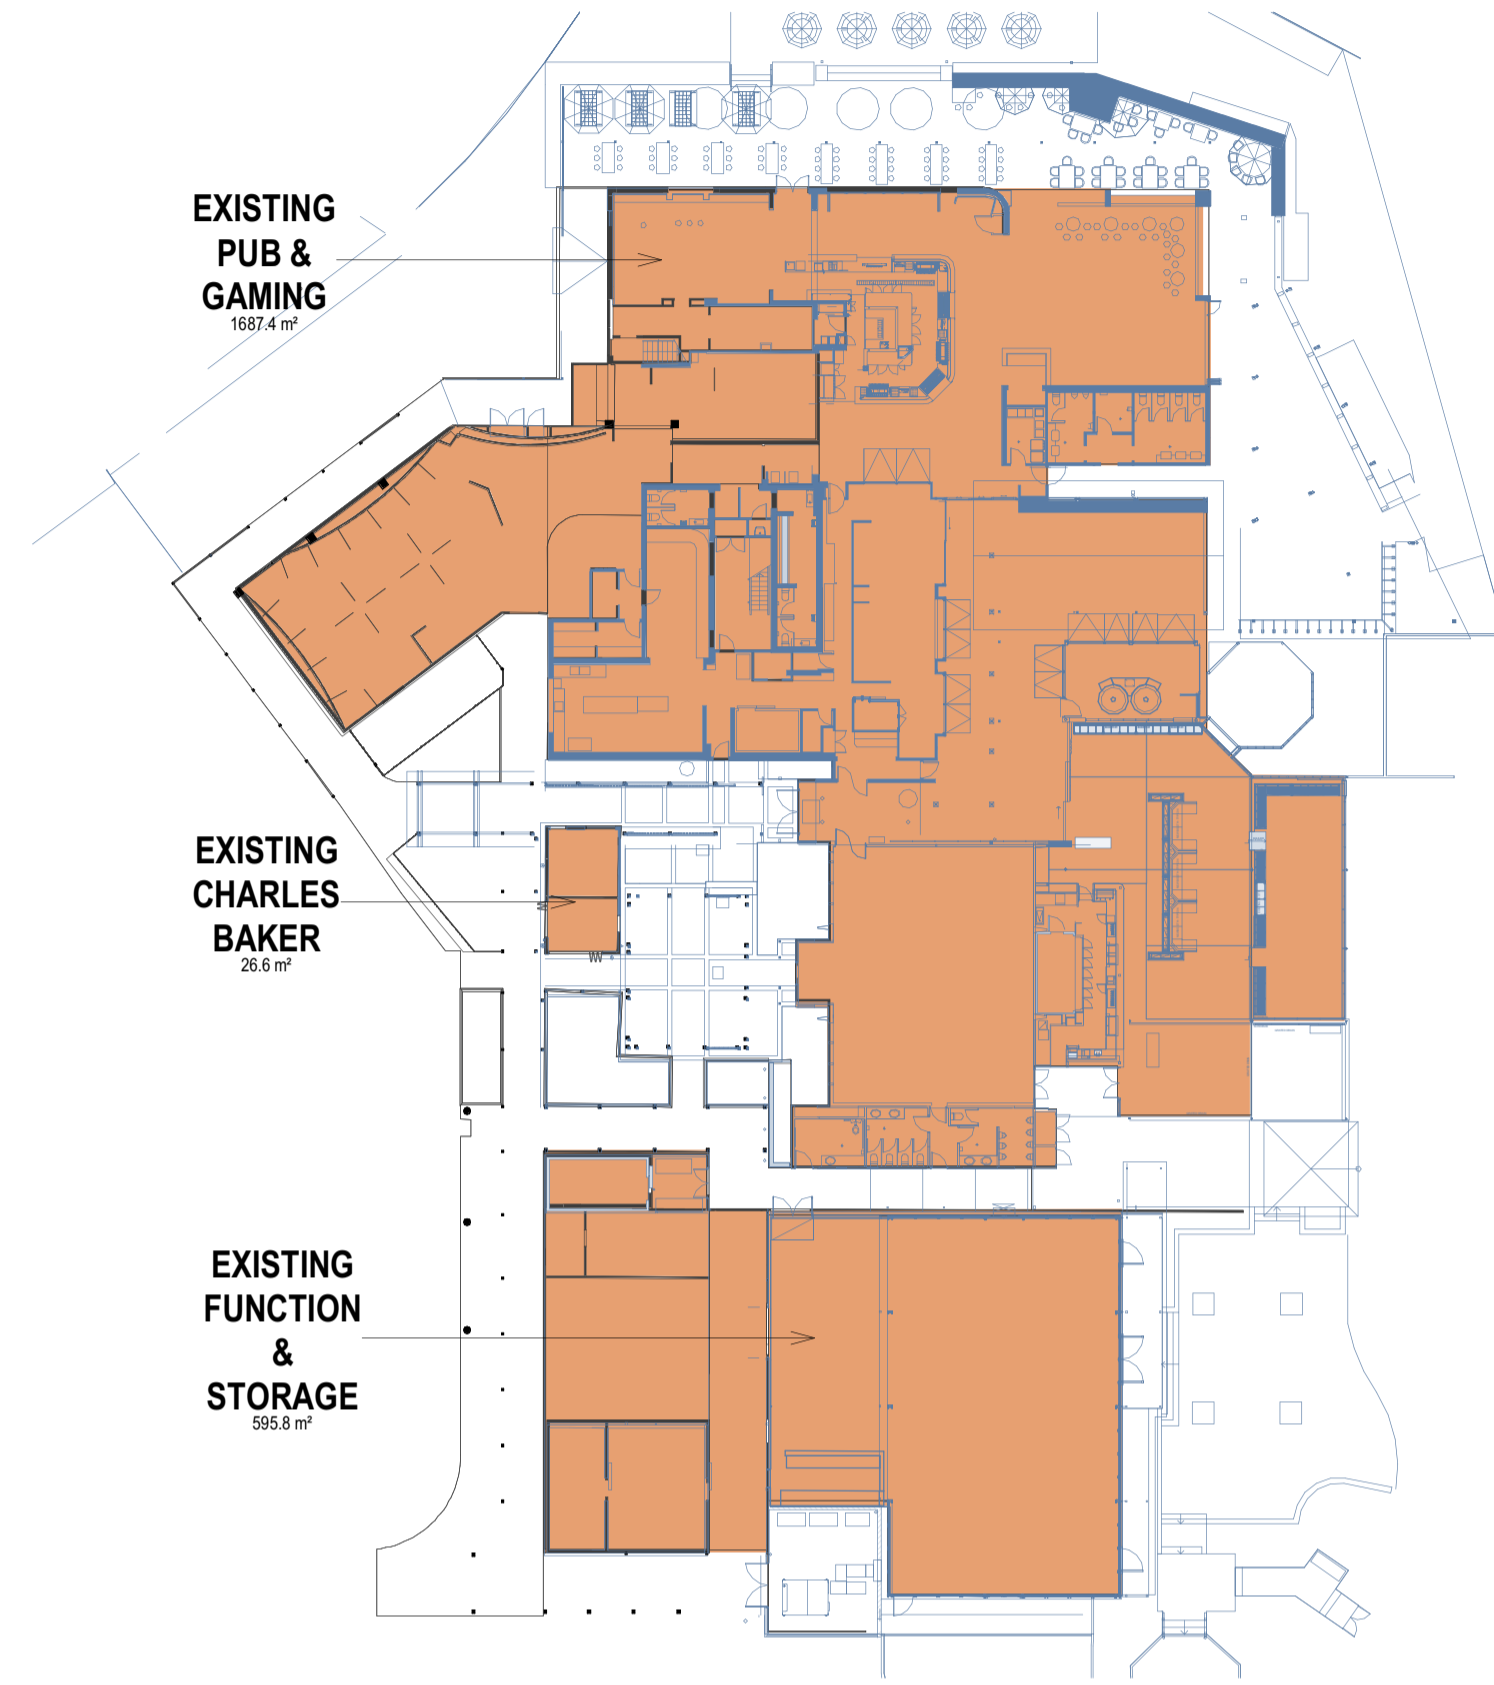 EXISTING
PUB &
GAMING
1687.4 m²
EXISTING
CHARLES
BAKER
26.6 m²
EXISTING
FUNCTION
&
STORAGE
595.8 m²